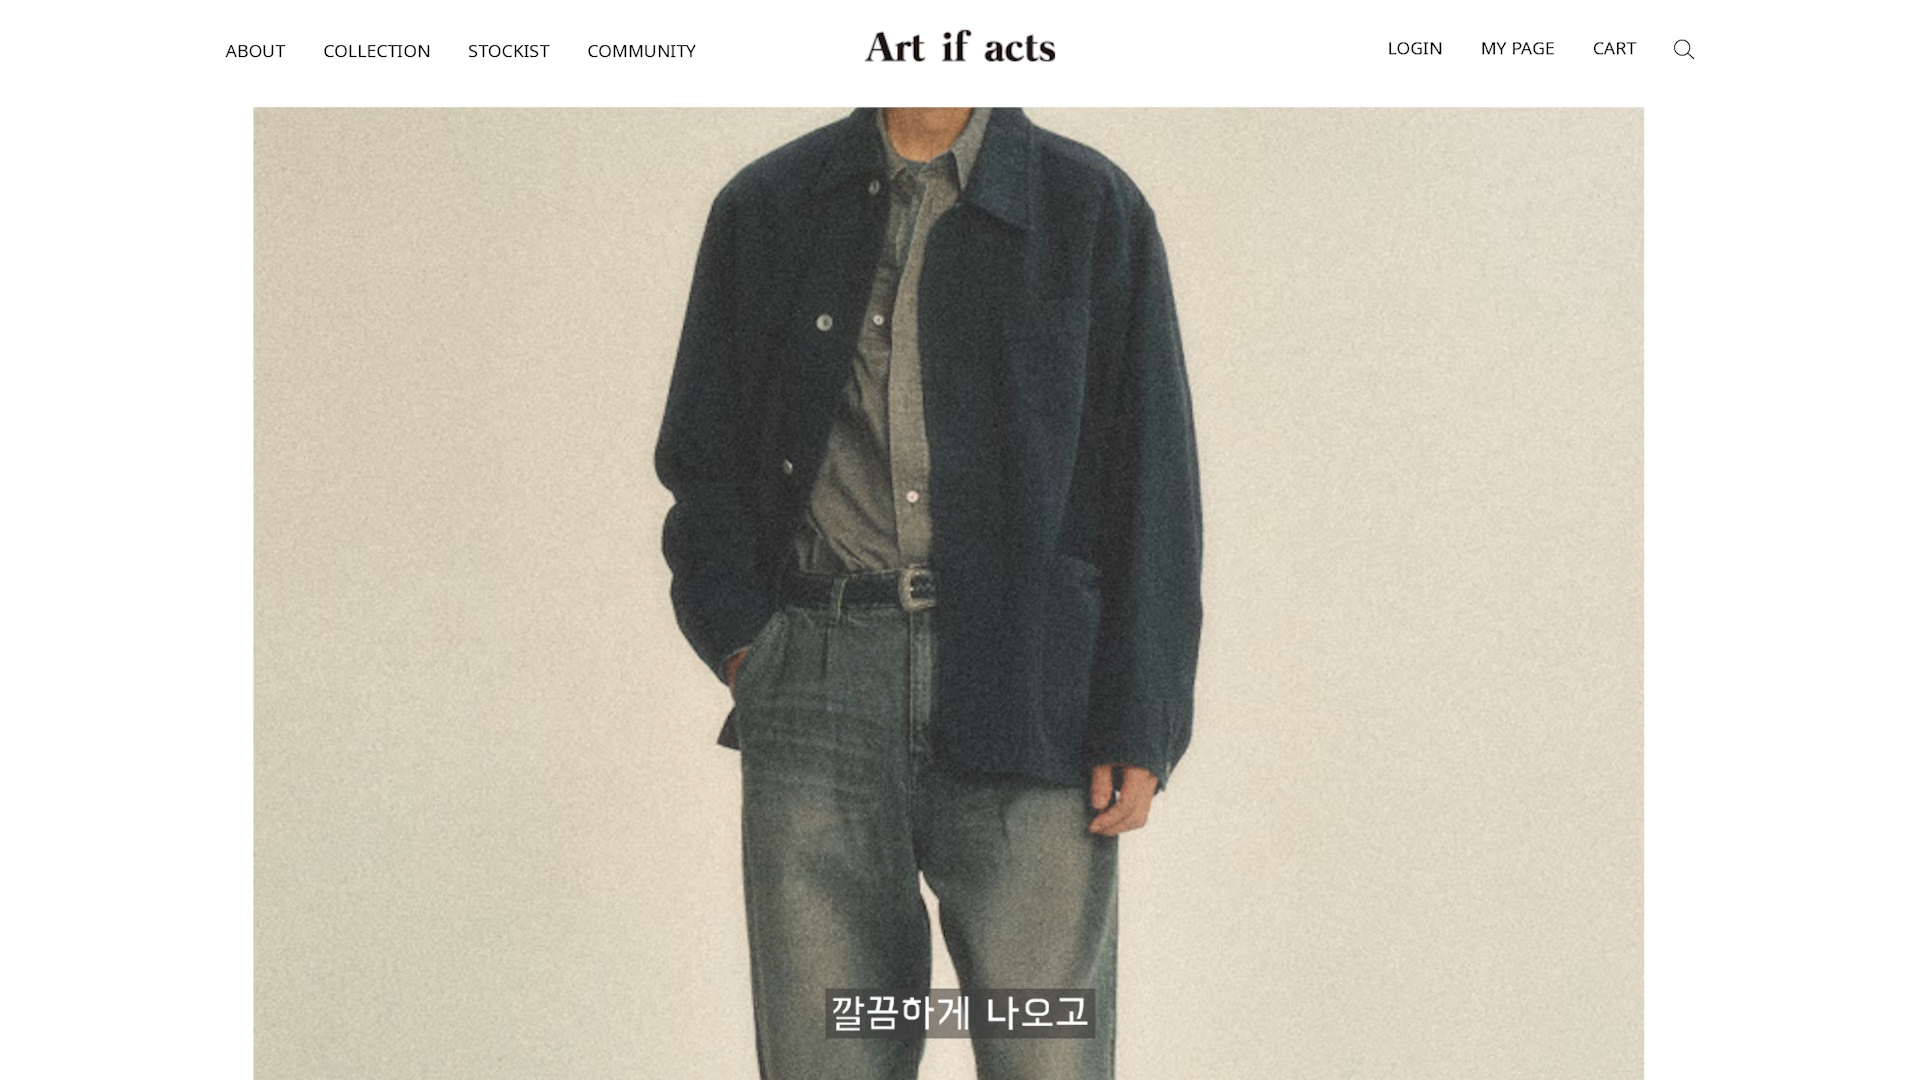 ABOUT COLLECTION STOCKIST COMMUNITY Art if acts LOGIN MY PAGE CART
깔끔하게 나오고